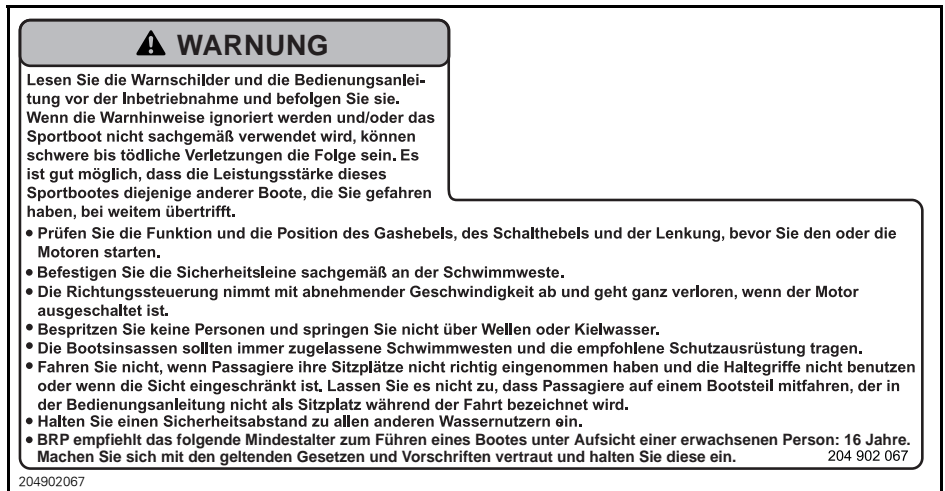 WARNUNG
Lesen Sie die Warnschilder und die Bedienungsanlei-
tung vor der Inbetriebnahme und befolgen Sie sie.
Wenn die Warnhinweise ignoriert werden und/oder das
Sportboot nicht sachgemäß verwendet wird, können
schwere bis tödliche Verletzungen die Folge sein. Es
ist gut möglich, dass die Leistungsstärke dieses
Sportbootes diejenige anderer Boote, die Sie gefahren
haben, bei weitem übertrifft.
• Prüfen Sie die Funktion und die Position des Gashebels, des Schalthebels und der Lenkung, bevor Sie den oder die
Motoren starten.
• Befestigen Sie die Sicherheitsleine sachgemäß an der Schwimmweste.
• Die Richtungssteuerung nimmt mit abnehmender Geschwindigkeit ab und geht ganz verloren, wenn der Motor
ausgeschaltet ist.
• Bespritzen Sie keine Personen und springen Sie nicht über Wellen oder Kielwasser.
• Die Bootsinsassen sollten immer zugelassene Schwimmwesten und die empfohlene Schutzausrüstung tragen.
• Fahren Sie nicht, wenn Passagiere ihre Sitzplätze nicht richtig eingenommen haben und die Haltegriffe nicht benutzen
oder wenn die Sicht eingeschränkt ist. Lassen Sie es nicht zu, dass Passagiere auf einem Bootsteil mitfahren, der in
der Bedienungsanleitung nicht als Sitzplatz während der Fahrt bezeichnet wird.
• Halten Sie einen Sicherheitsabstand zu allen anderen Wassernutzern ein.
• BRP empfiehlt das folgende Mindestalter zum Führen eines Bootes unter Aufsicht einer erwachsenen Person: 16 Jahre.
Machen Sie sich mit den geltenden Gesetzen und Vorschriften vertraut und halten Sie diese ein. 204 902 067
204902067